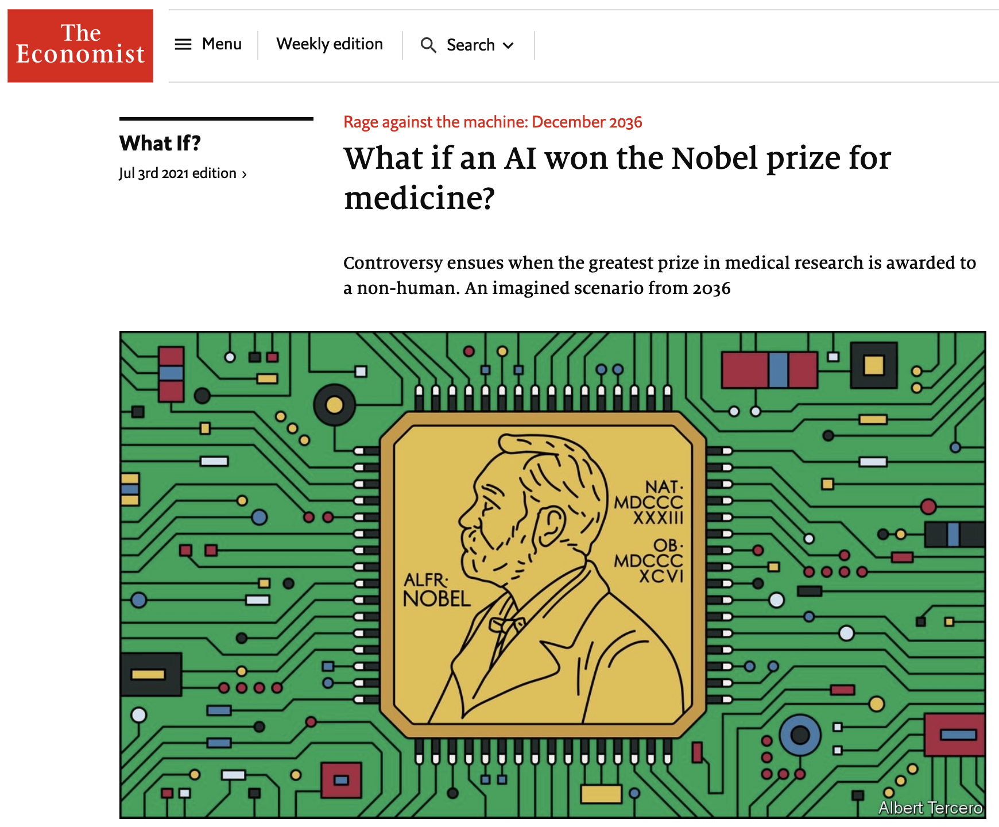 The
Economist
Menu
Weekly edition
Search
What If?
Jul 3rd 2021 edition ›
Rage against the machine: December 2036
What if an AI won the Nobel prize for
medicine?
Controversy ensues when the greatest prize in medical research is awarded to
a non-human. An imagined scenario from 2036
NAT·
MDCCC
XXXIII
OB·
MDCCC
XCVI
ALFR·
NOBEL
Albert Tercero